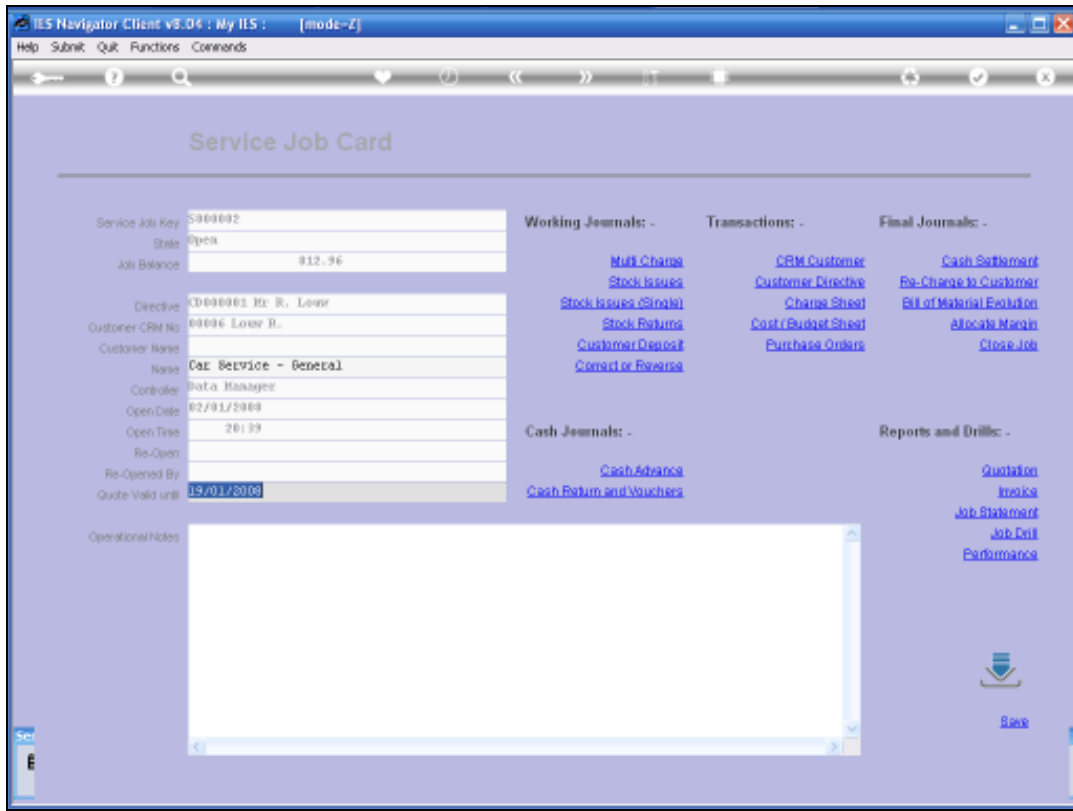 IES Navigator Client v8.04 : My IES : [mode-Z]
Help Submit Quit Functions Commands
Service Job Card
Service Job Key S000002
State Open
Job Balance 812.96
Directive CD000001 Mr R. Louw
Customer CRM No 00006 Louw R.
Customer Name
Name Car Service - General
Controller Data Manager
Open Date 02/01/2008
Open Time 20:39
Re-Open
Re-Opened By
Quote Valid until 19/01/2008
Operational Notes
Working Journals: -
Multi Charge
Stock Issues
Stock Issues (Single)
Stock Returns
Customer Deposit
Correct or Reverse
Transactions: -
CRM Customer
Customer Directive
Charge Sheet
Cost / Budget Sheet
Purchase Orders
Final Journals: -
Cash Settlement
Re-Charge to Customer
Bill of Material Evolution
Allocate Margin
Close Job
Cash Journals: -
Cash Advance
Cash Return and Vouchers
Reports and Drills: -
Quotation
Invoice
Job Statement
Job Drill
Performance
Save